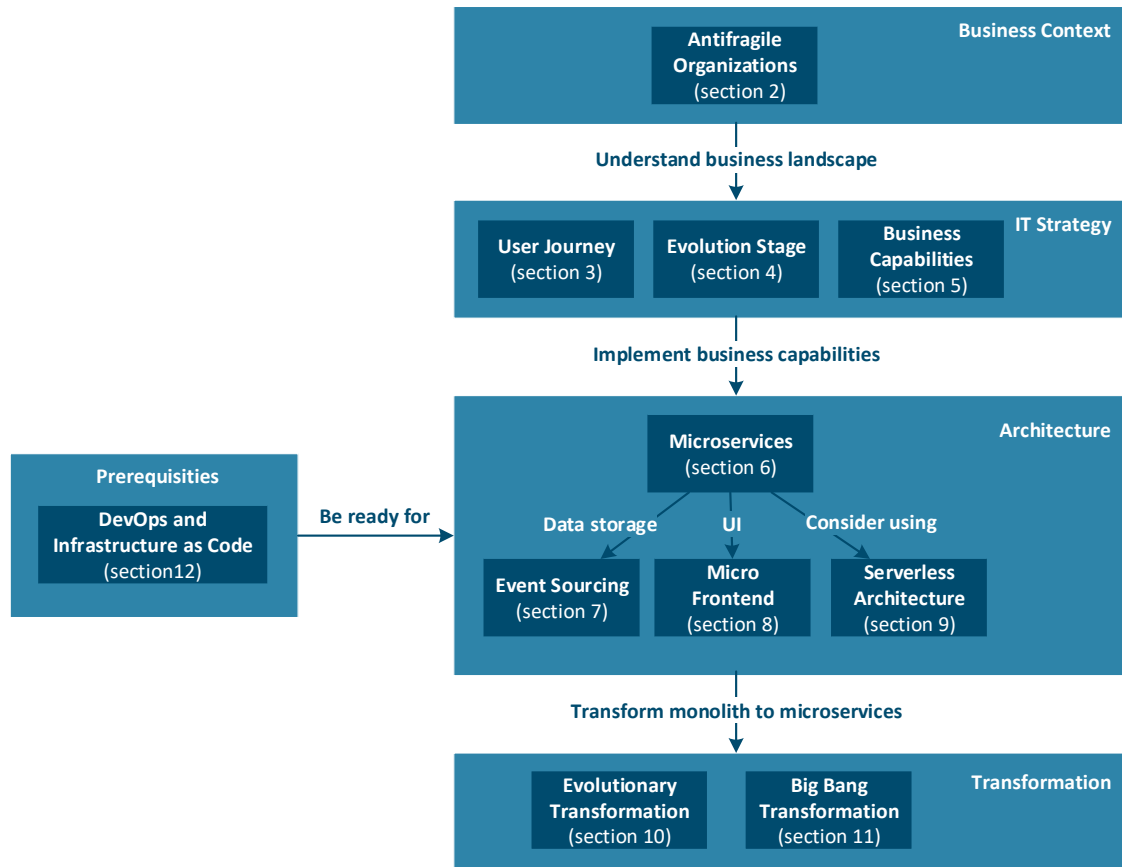 Business Context
Antifragile
Organizations
(section 2)
Understand business landscape
IT Strategy
User Journey
(section 3)
Evolution Stage
(section 4)
Business
Capabilities
(section 5)
Implement business capabilities
Architecture
Microservices
(section 6)
Prerequisities
DevOps and
Infrastructure as Code
(section12)
Be ready for
Data storage
UI
Consider using
Event Sourcing
(section 7)
Micro
Frontend
(section 8)
Serverless
Architecture
(section 9)
Transform monolith to microservices
Transformation
Evolutionary
Transformation
(section 10)
Big Bang
Transformation
(section 11)